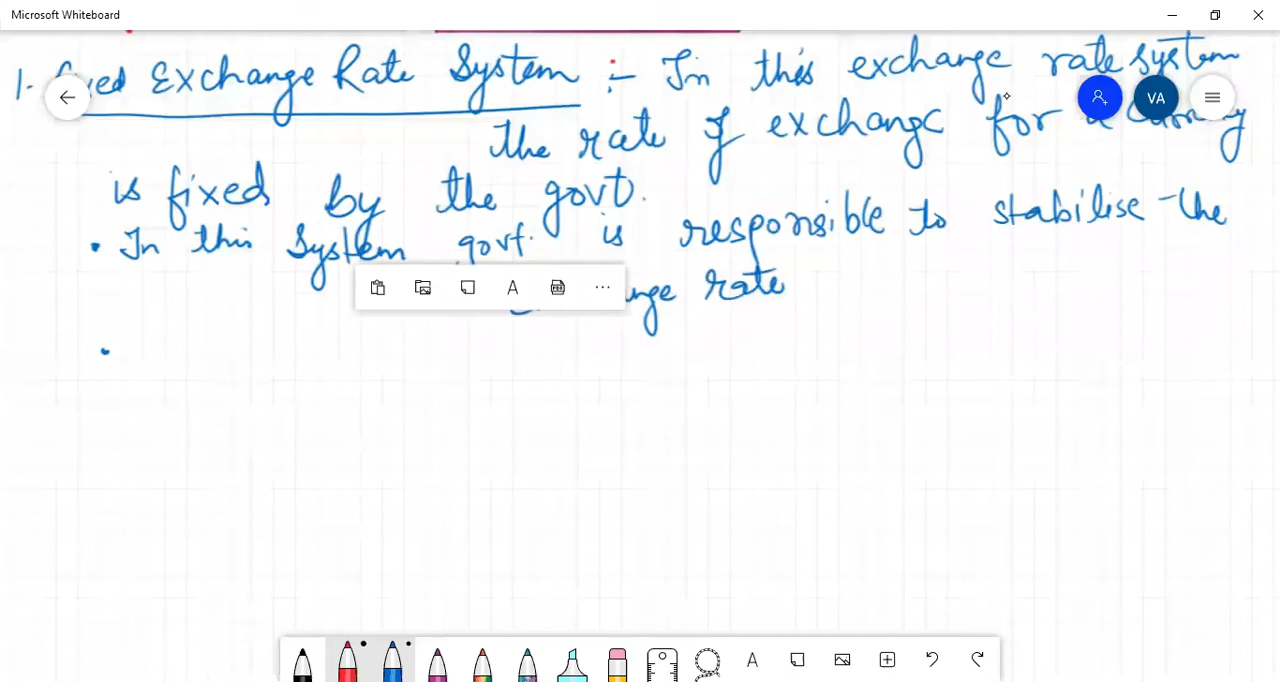 Microsoft Whiteboard
1. Exchange Rate System :- In this exchange rate system
VA
the rate of exchange for a
is fixed by the govt.
• In this System govt. is responsible to stabilise the
rate
•
A
A